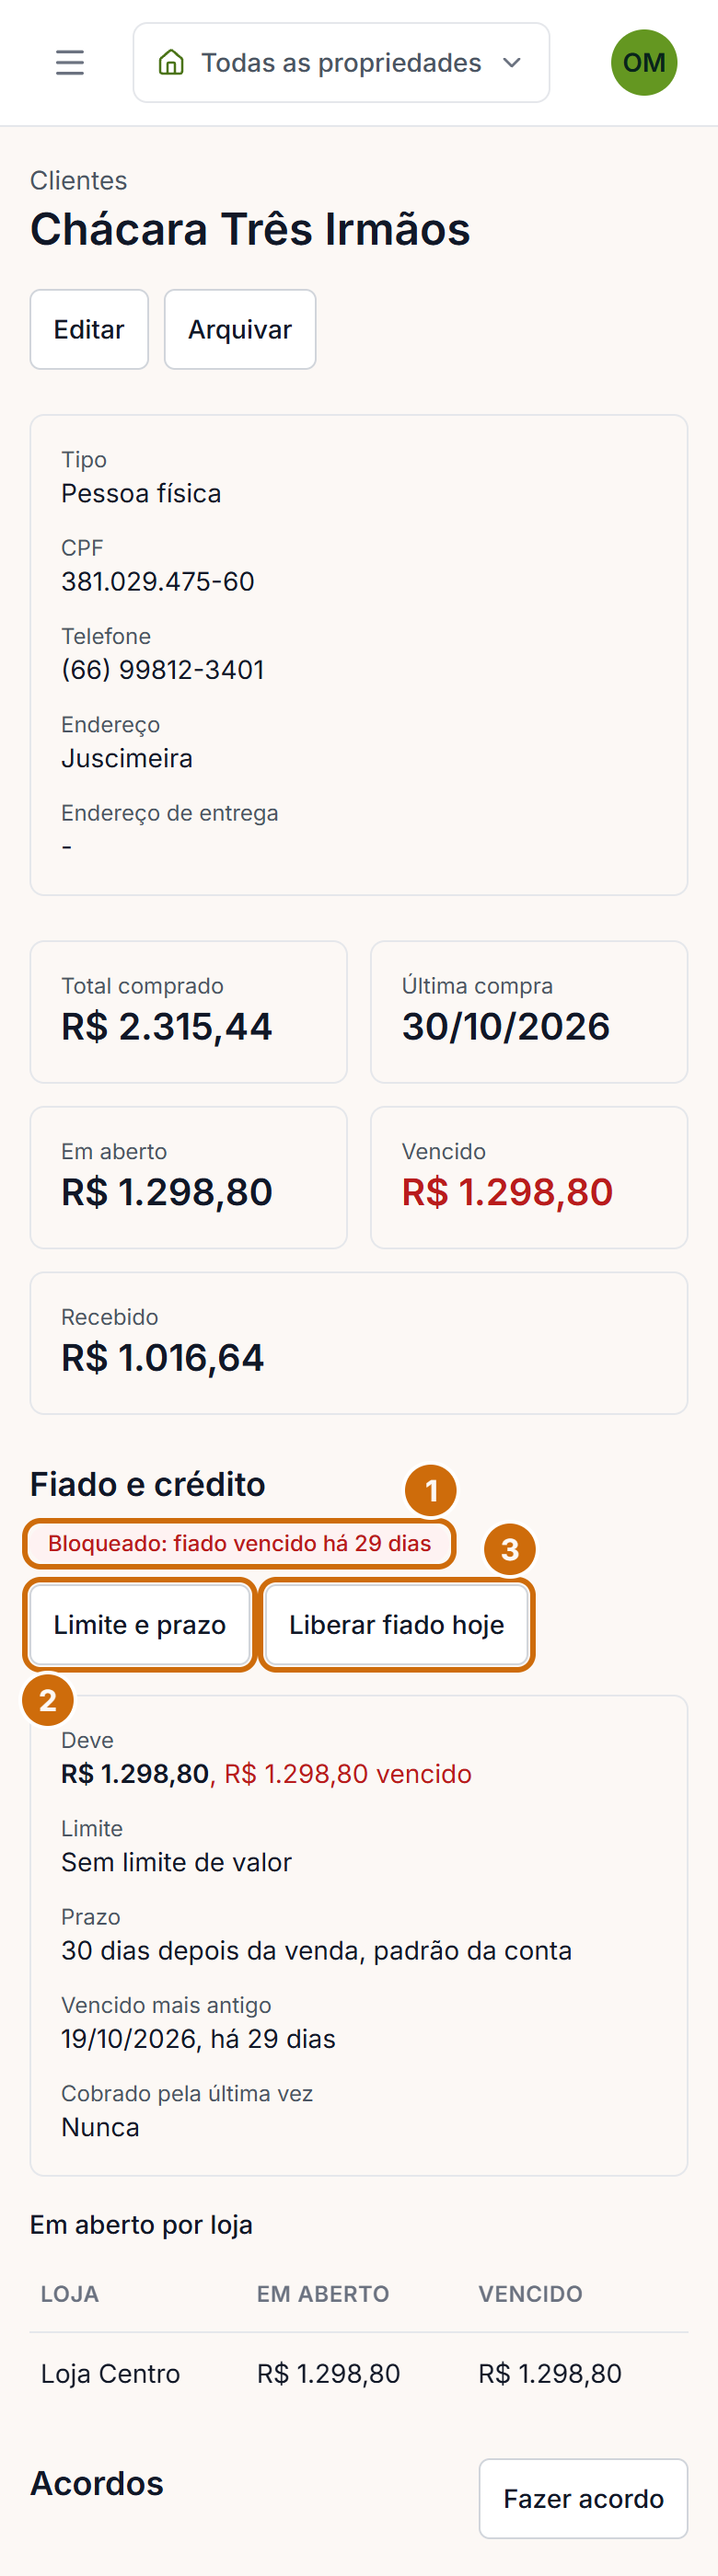 Todas as propriedades
OM
Clientes
Chácara Três Irmãos
Editar
Arquivar
Tipo
Pessoa física
CPF
381.029.475-60
Telefone
(66) 99812-3401
Endereço
Juscimeira
Endereço de entrega
-
Total comprado
R$ 2.315,44
Última compra
30/10/2026
Em aberto
R$ 1.298,80
Vencido
R$ 1.298,80
Recebido
R$ 1.016,64
Fiado e crédito
1
Bloqueado: fiado vencido há 29 dias
3
Limite e prazo
Liberar fiado hoje
2
Deve
R$ 1.298,80, R$ 1.298,80 vencido
Limite
Sem limite de valor
Prazo
30 dias depois da venda, padrão da conta
Vencido mais antigo
19/10/2026, há 29 dias
Cobrado pela última vez
Nunca
Em aberto por loja
LOJA EM ABERTO VENCIDO
Loja Centro R$ 1.298,80 R$ 1.298,80
Acordos
Fazer acordo